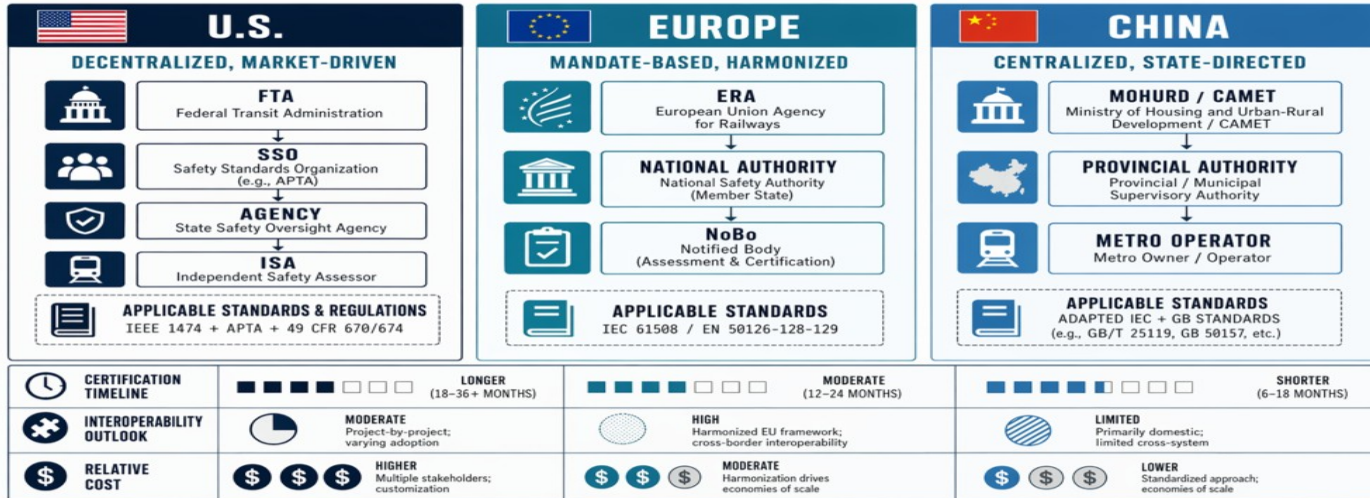 U.S.
DECENTRALIZED, MARKET-DRIVEN
FTA
Federal Transit Administration
SSO
Safety Standards Organization
(e.g., APTA)
AGENCY
State Safety Oversight Agency
ISA
Independent Safety Assessor
APPLICABLE STANDARDS & REGULATIONS
IEEE 1474 + APTA + 49 CFR 670/674
EUROPE
MANDATE-BASED, HARMONIZED
ERA
European Union Agency
for Railways
NATIONAL AUTHORITY
National Safety Authority
(Member State)
NoBo
Notified Body
(Assessment & Certification)
APPLICABLE STANDARDS
IEC 61508 / EN 50126-128-129
CHINA
CENTRALIZED, STATE-DIRECTED
MOHURD / CAMET
Ministry of Housing and Urban-Rural
Development / CAMET
PROVINCIAL AUTHORITY
Provincial / Municipal
Supervisory Authority
METRO OPERATOR
Metro Owner / Operator
APPLICABLE STANDARDS
ADAPTED IEC + GB STANDARDS
(e.g., GB/T 25119, GB 50157, etc.)
CERTIFICATION
TIMELINE
LONGER
(18–36+ MONTHS)
MODERATE
(12–24 MONTHS)
SHORTER
(6–18 MONTHS)
INTEROPERABILITY
OUTLOOK
MODERATE
Project-by-project;
varying adoption
HIGH
Harmonized EU framework;
cross-border interoperability
LIMITED
Primarily domestic;
limited cross-system
$
RELATIVE
COST
$ $ $
HIGHER
Multiple stakeholders;
customization
$ $ $
MODERATE
Harmonization drives
economies of scale
$ $ $
LOWER
Standardized approach;
economies of scale